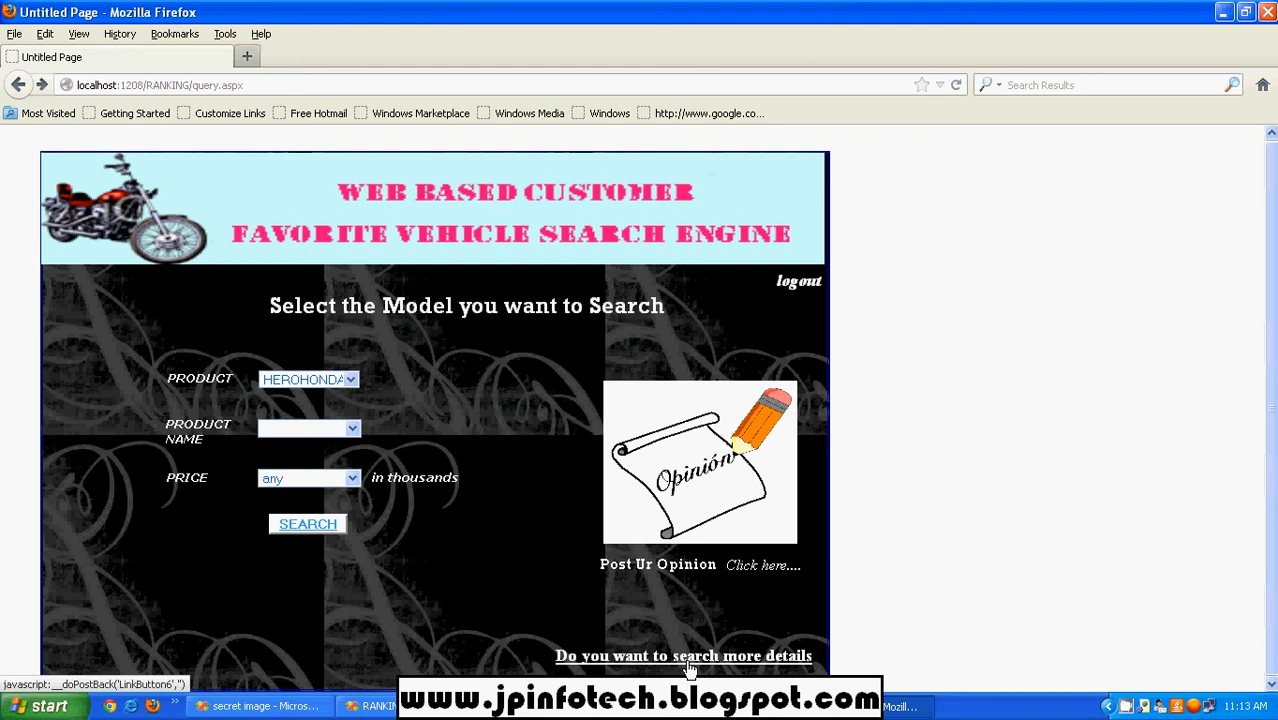 Untitled Page - Mozilla Firefox
File Edit View History Bookmarks Tools Help
Untitled Page
localhost:1208/RANKING/query.aspx
Search Results
Most Visited Getting Started Customize Links Free Hotmail Windows Marketplace Windows Media Windows http://www.google.co...
WEB BASED CUSTOMER
FAVORITE VEHICLE SEARCH ENGINE
logout
Select the Model you want to Search
PRODUCT HEROHONDA
PRODUCT
NAME
PRICE any in thousands
SEARCH
Opinión
Post Ur Opinion Click here....
Do you want to search more details
javascript: __doPostBack('LinkButton6','')
start secret image - Micros... RANKIN Mozill... 11:13 AM
www.jpinfotech.blogspot.com